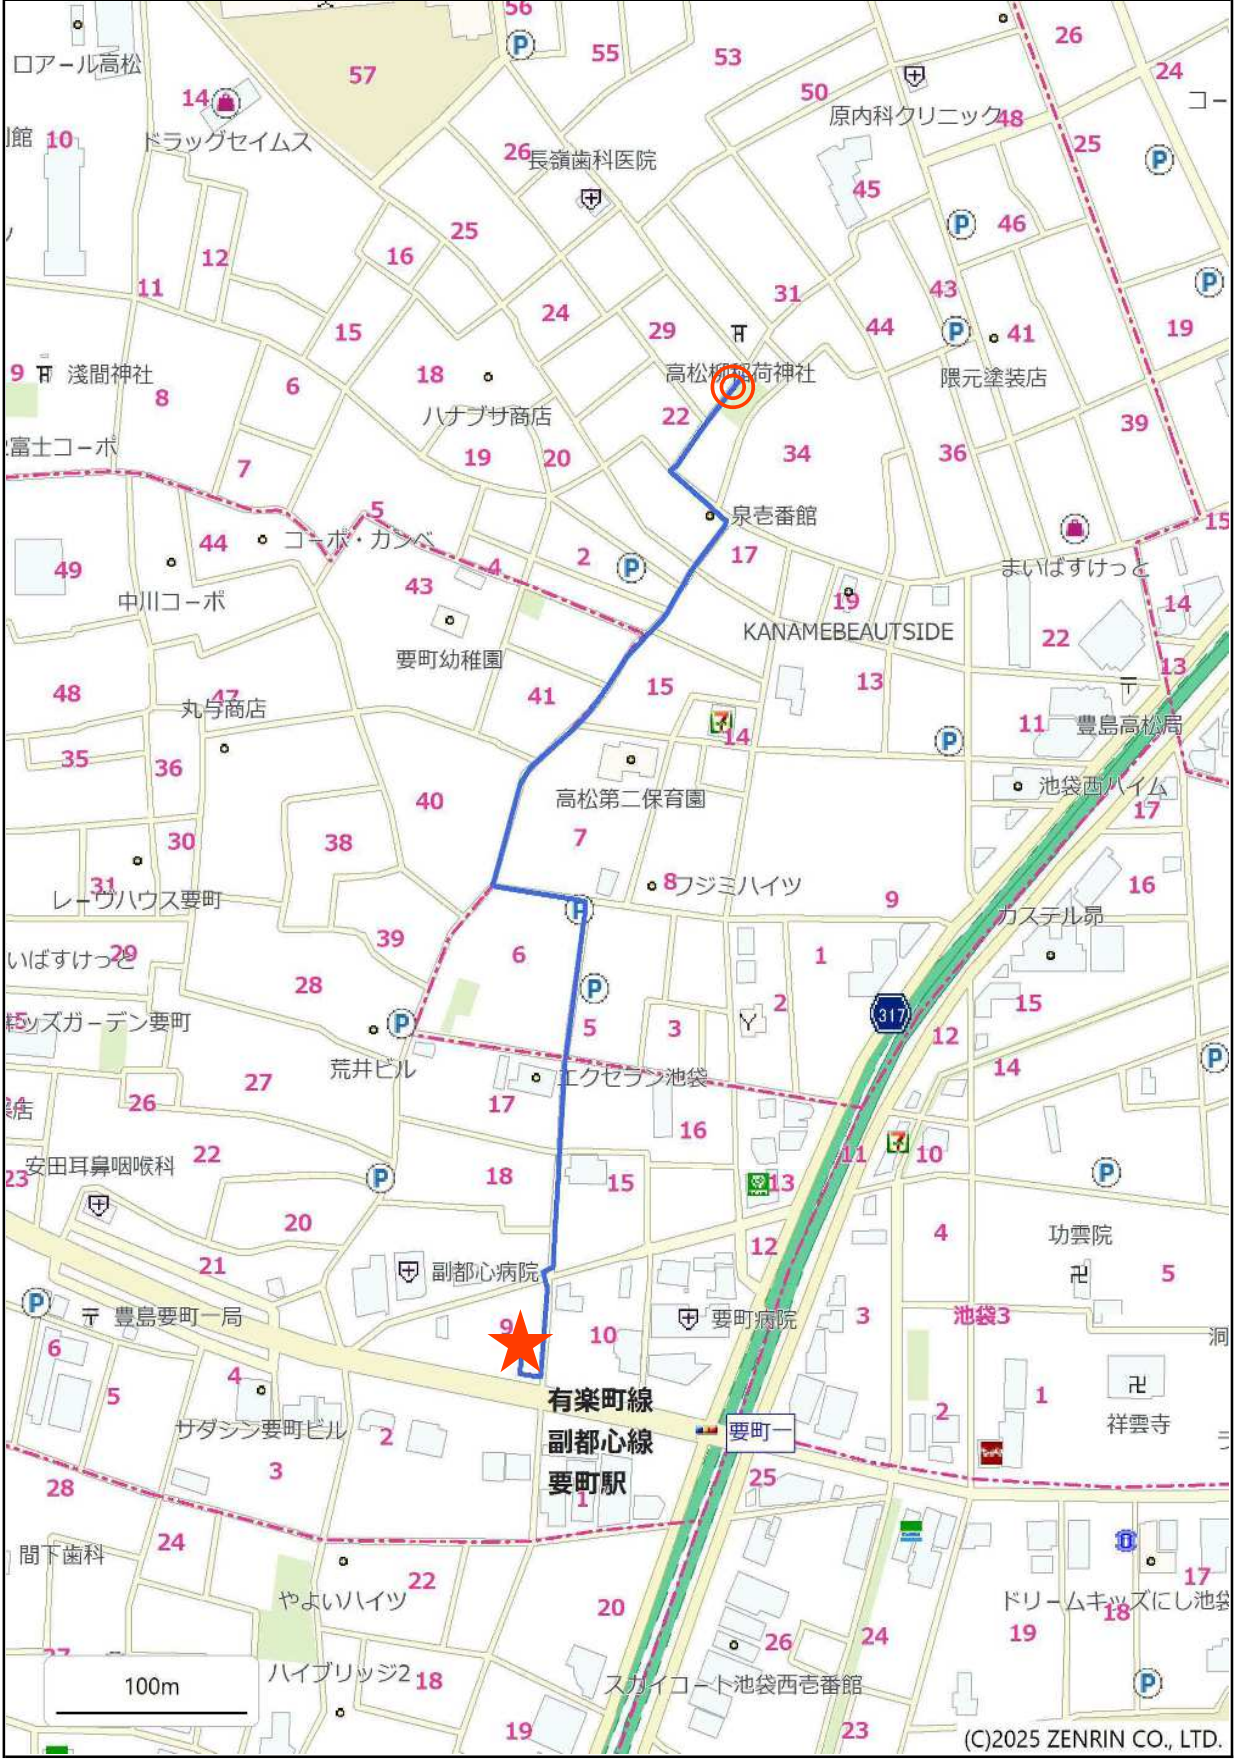 56
26
55
53
57
24
ロアール高松
50
14
コー
原内科クリニック
48
館
10
ドラッグセイムス
25
26
長嶺歯科医院
45
25
46
12
16
11
43
31
24
19
44
29
15
41
9
浅間神社
18
高松柳稲荷神社
隈元塗装店
6
8
ハナブサ商店
22
39
富士コーポ
7
19
20
34
36
5
泉壱番館
15
44
コーポ・カンベ
2
17
49
4
まいばすけっと
43
中川コーポ
19
14
KANAMEBEAUTSIDE
22
要町幼稚園
13
15
13
48
47
41
丸与商店
14
11
豊島高松局
35
36
池袋西ハイム
40
高松第二保育園
17
30
38
7
31
8
フジミハイツ
16
レーヴハウス要町
9
カステル昴
39
いばすけっと
29
6
1
28
2
15
317
キッズガーデン要町
5
3
12
荒井ビル
14
27
エクセラン池袋
26
17
16
22
11
10
安田耳鼻咽喉科
23
18
15
13
20
4
功雲院
12
21
副都心病院
5
豊島要町一局
池袋3
9
要町病院
3
10
洞
6
4
5
1
有楽町線
2
祥雲寺
サダシン要町ビル
2
副都心線
要町一
3
25
28
要町駅
1
24
間下歯科
22
17
やよいハイツ
ドリームキッズにし池袋
20
18
19
26
24
27
ハイブリッジ2
18
スカイコート池袋西壱番館
100m
19
23
(C)2025 ZENRIN CO., LTD.